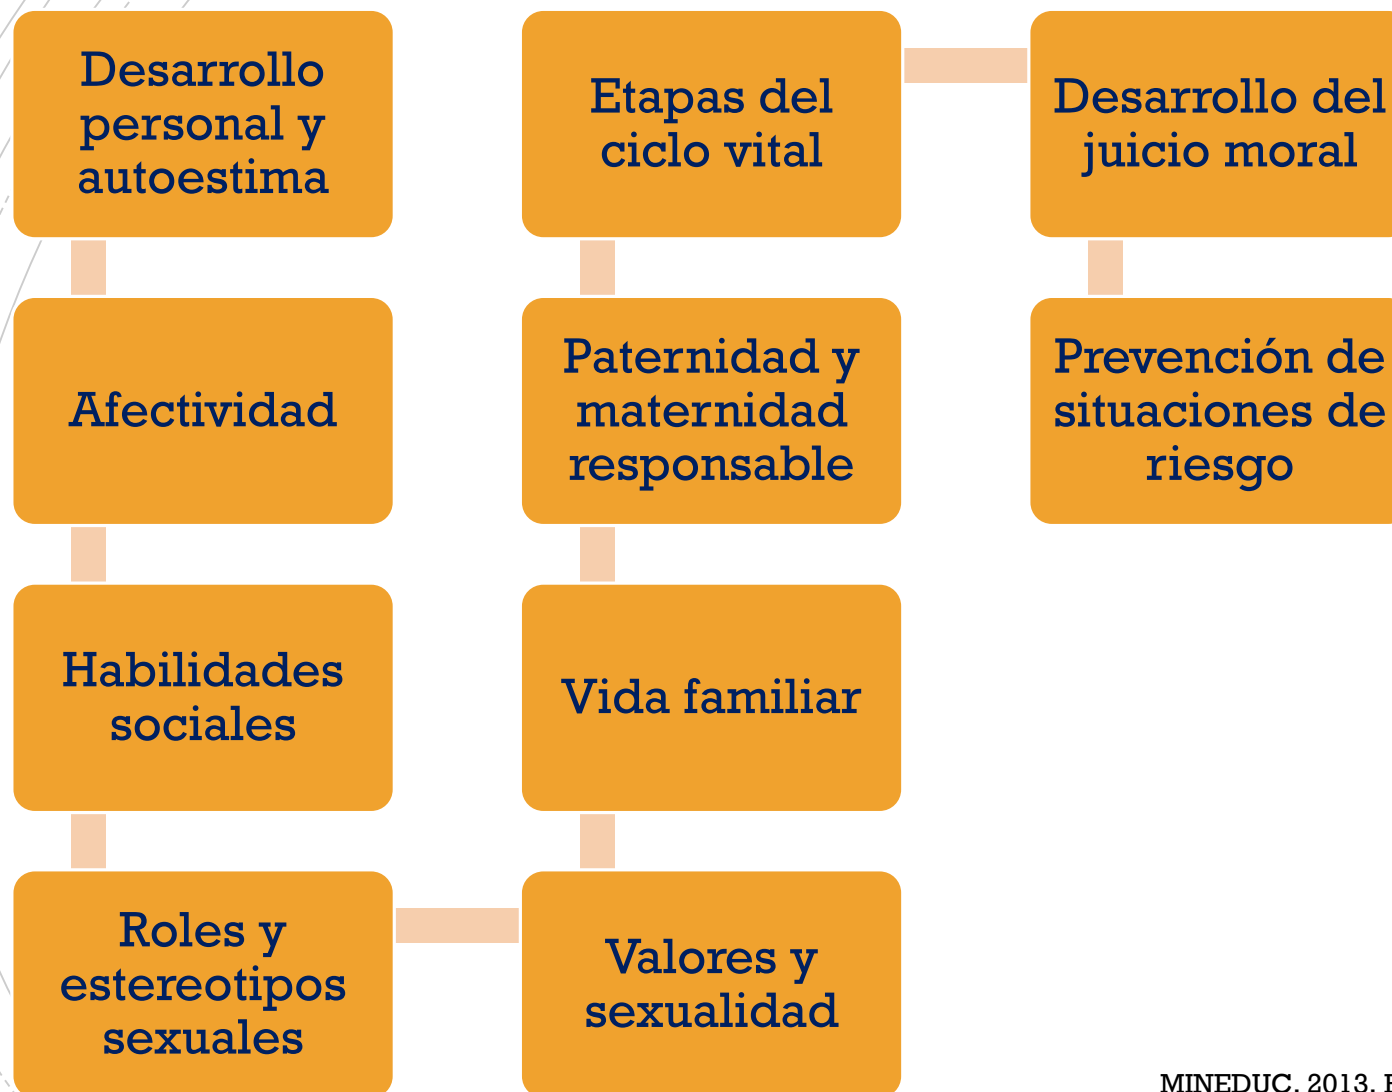 Desarrollo
personal y
autoestima
Afectividad
Habilidades
sociales
Roles y
estereotipos
sexuales
Valores y
sexualidad
Vida familiar
Paternidad y
maternidad
responsable
Etapas del
ciclo vital
Desarrollo del
juicio moral
Prevención de
situaciones de
riesgo
MINEDUC, 2013,